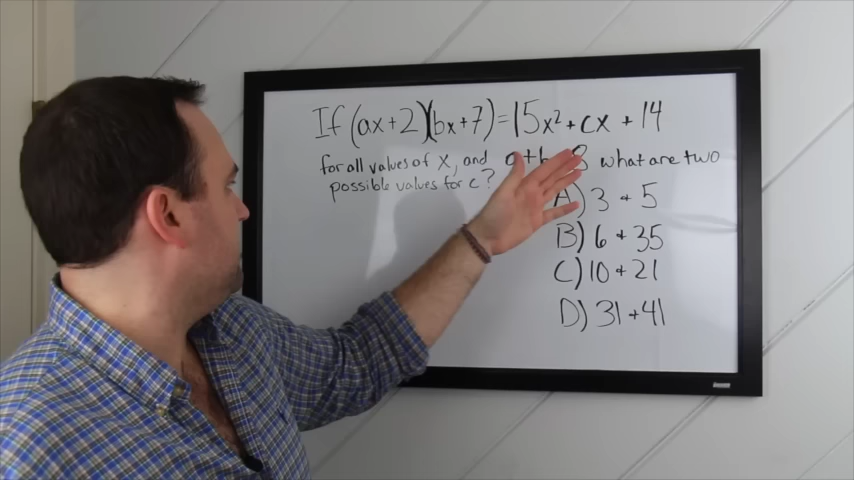 If (ax+2)(bx+7)=15x²+cx+14
for all values of x, and a+b=8 what are two
possible values for c?
A) 3 + 5
B) 6 + 35
C) 10 + 21
D) 31 + 41